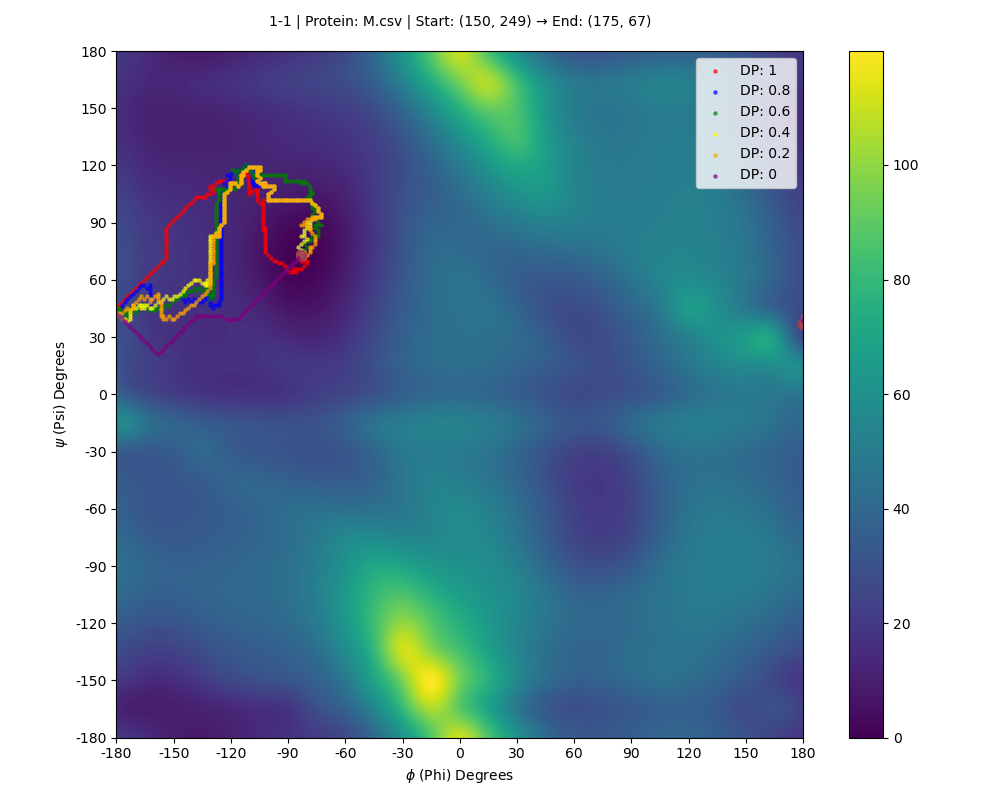 1-1 | Protein: M.csv | Start: (150, 249) → End: (175, 67)
180
150
120
90
60
30
0
-30
-60
-90
-120
-150
-180
ψ (Psi) Degrees
-180 -150 -120 -90 -60 -30 0 30 60 90 120 150 180
ϕ (Phi) Degrees
DP: 1
DP: 0.8
DP: 0.6
DP: 0.4
DP: 0.2
DP: 0
100
80
60
40
20
0